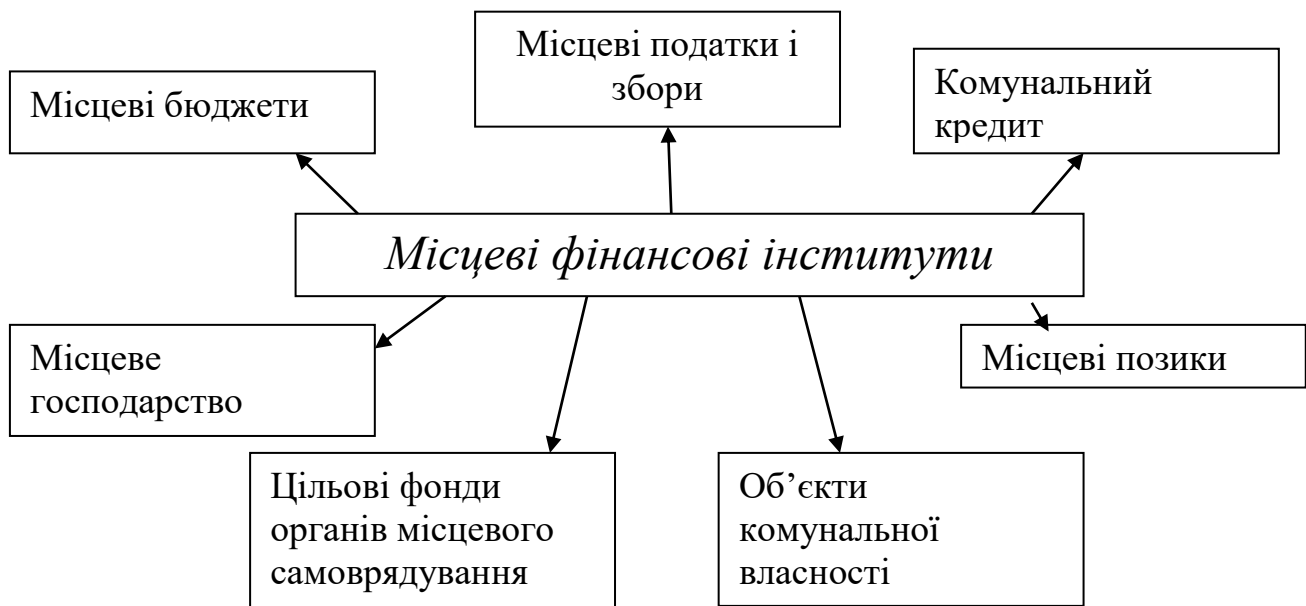 Місцеві податки і
збори
Місцеві бюджети
Комунальний
кредит
Місцеві фінансові інститути
Місцеве
господарство
Місцеві позики
Цільові фонди
органів місцевого
самоврядування
Об’єкти
комунальної
власності